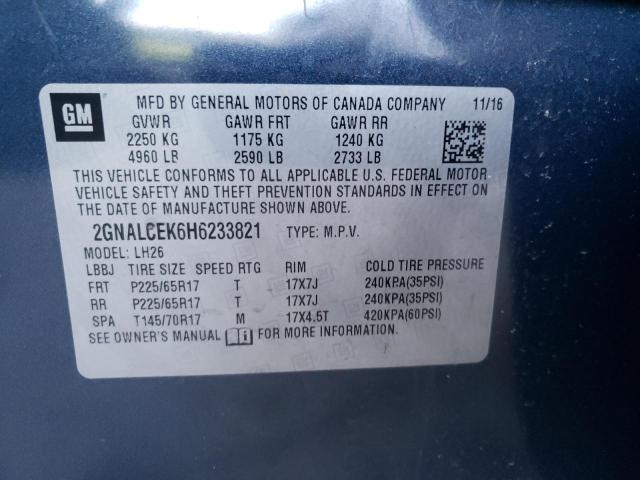 GM
MFD BY GENERAL MOTORS OF CANADA COMPANY 11/16
GVWR GAWR FRT GAWR RR
2250 KG 1175 KG 1240 KG
4960 LB 2590 LB 2733 LB
THIS VEHICLE CONFORMS TO ALL APPLICABLE U.S. FEDERAL MOTOR
VEHICLE SAFETY AND THEFT PREVENTION STANDARDS IN EFFECT ON
THE DATE OF MANUFACTURE SHOWN ABOVE.
2GNALCEK6H6233821 TYPE: M.P.V.
MODEL: LH26
LBBJ TIRE SIZE SPEED RTG RIM COLD TIRE PRESSURE
FRT P225/65R17 T 17X7J 240KPA(35PSI)
RR P225/65R17 T 17X7J 240KPA(35PSI)
SPA T145/70R17 M 17X4.5T 420KPA(60PSI)
SEE OWNER'S MANUAL FOR MORE INFORMATION.